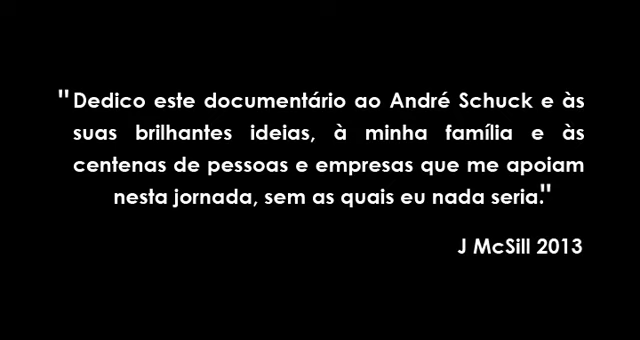 "Dedico este documentário ao André Schuck e às
suas brilhantes ideias, à minha família e às
centenas de pessoas e empresas que me apoiam
nesta jornada, sem as quais eu nada seria."
J McSill 2013